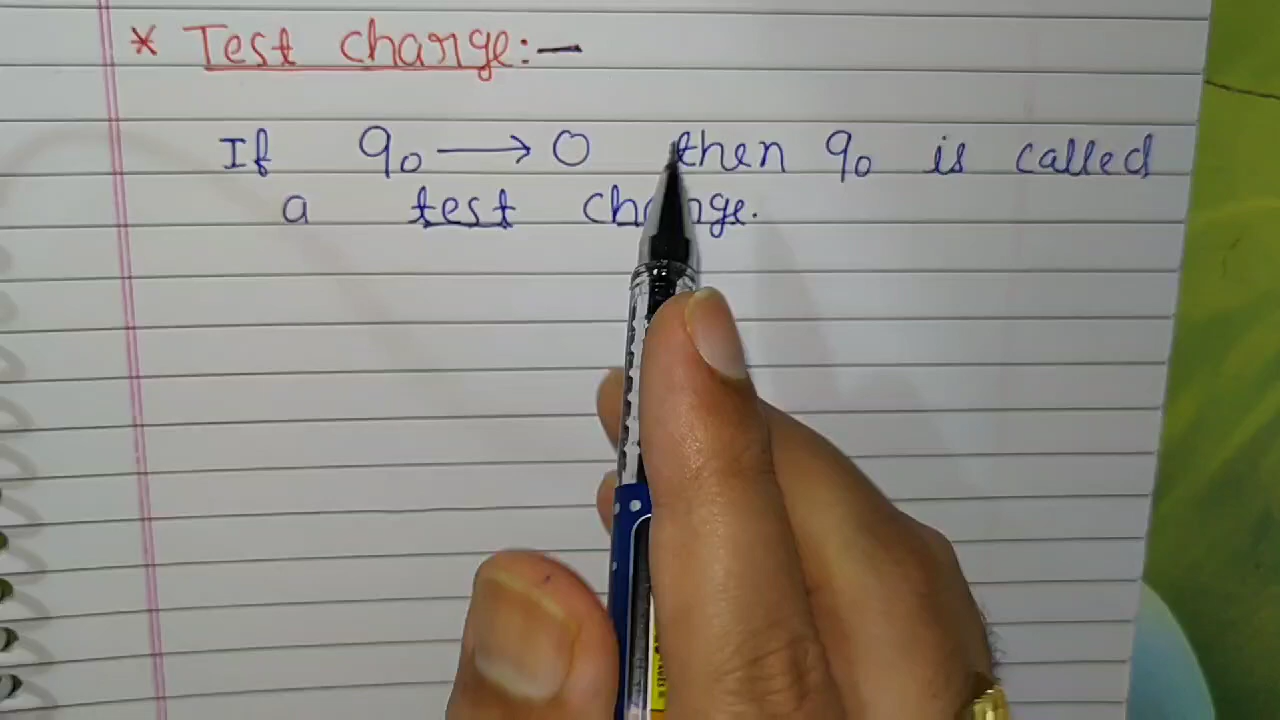 * Test charge:-
If q₀ → 0 then q₀ is called
a test charge.